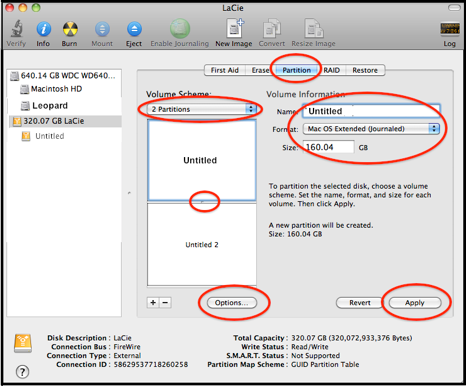 LaCie
Verify Info Burn Mount Eject Enable Journaling New Image Convert Resize Image Log
640.14 GB WDC WD640...
Macintosh HD
Leopard
320.07 GB LaCie
Untitled
First Aid Erase Partition RAID Restore
Volume Scheme:
2 Partitions
Untitled
Untitled 2
+ −
Options...
Volume Information
Name: Untitled
Format: Mac OS Extended (Journaled)
Size: 160.04 GB
To partition the selected disk, choose a volume
scheme. Set the name, format, and size for each
volume. Then click Apply.
A new partition will be created.
Size: 160.04 GB
Revert Apply
Disk Description : LaCie
Connection Bus : FireWire
Connection Type : External
Connection ID : 58629537718260258
Total Capacity : 320.07 GB (320,072,933,376 Bytes)
Write Status : Read/Write
S.M.A.R.T. Status : Not Supported
Partition Map Scheme : GUID Partition Table
?